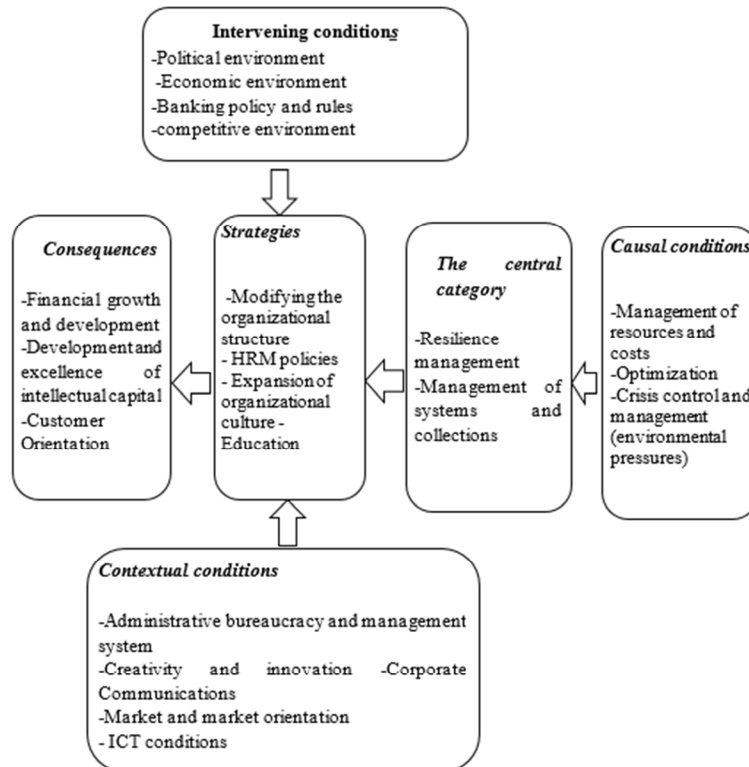 Intervening conditions
-Political environment
-Economic environment
-Banking policy and rules
-competitive environment
Consequences
-Financial growth
and development
-Development and
excellence of
intellectual capital
-Customer
Orientation
Strategies
-Modifying the
organizational
structure
- HRM policies
- Expansion of
organizational
culture -
Education
The central
category
-Resilience
management
-Management of
systems and
collections
Causal conditions
-Management of
resources and
costs
-Optimization
-Crisis control and
management
(environmental
pressures)
Contextual conditions
-Administrative bureaucracy and management
system
-Creativity and innovation -Corporate
Communications
-Market and market orientation
- ICT conditions